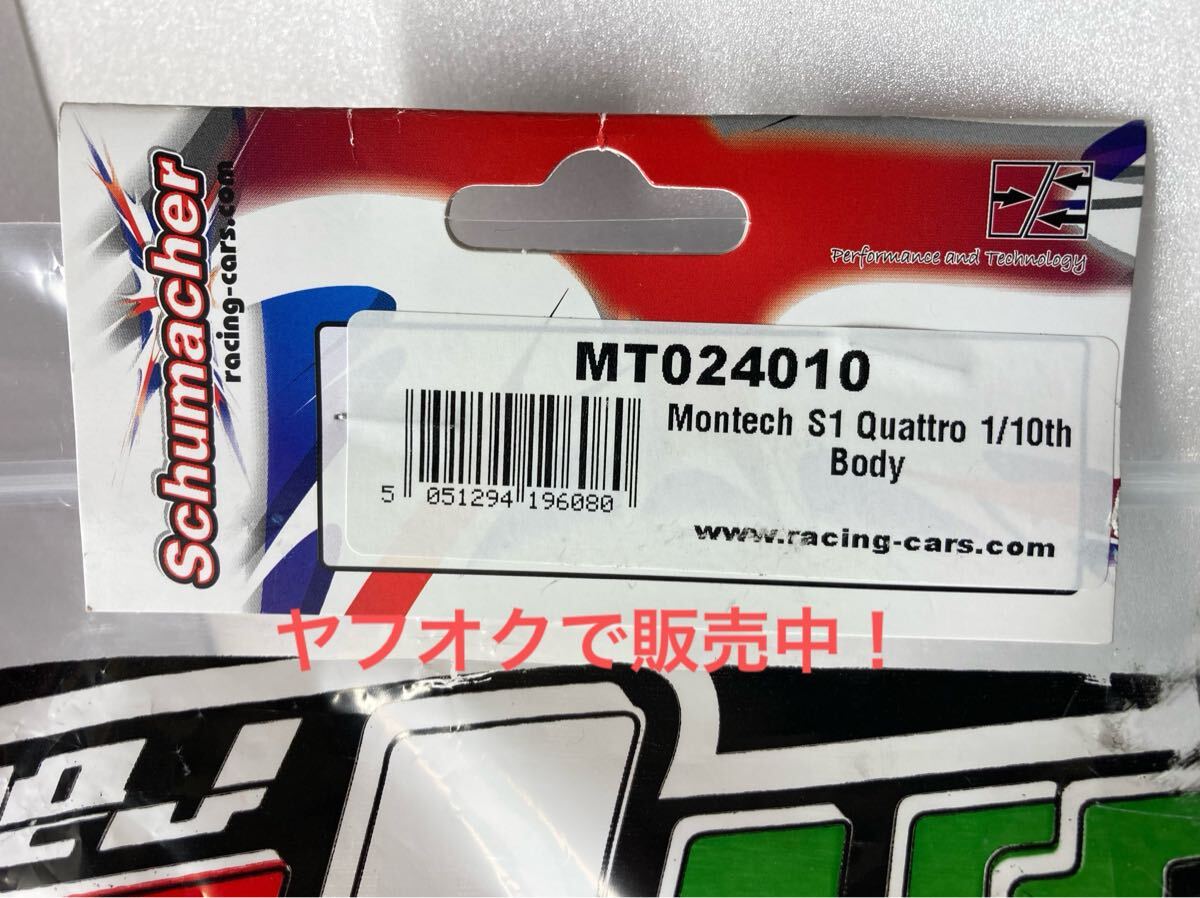 Schumacher
racing-cars.com
Performance and Technology
MT024010
Montech S1 Quattro 1/10th
Body
5 051294 196080
www.racing-cars.com
ヤフオクで販売中！